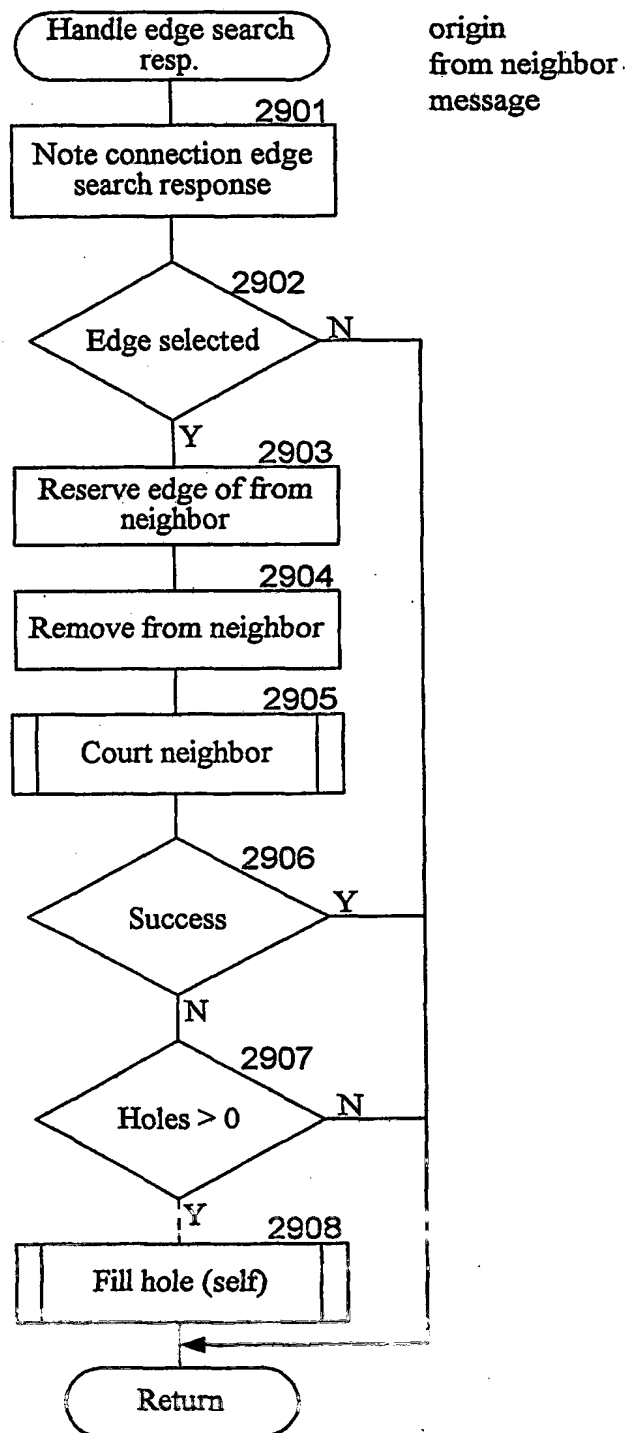 Handle edge search
resp.
origin
from neighbor
message
2901
Note connection edge
search response
2902
Edge selected
N
Y
2903
Reserve edge of from
neighbor
2904
Remove from neighbor
2905
Court neighbor
2906
Success
Y
N
2907
Holes > 0
N
Y
2908
Fill hole (self)
Return